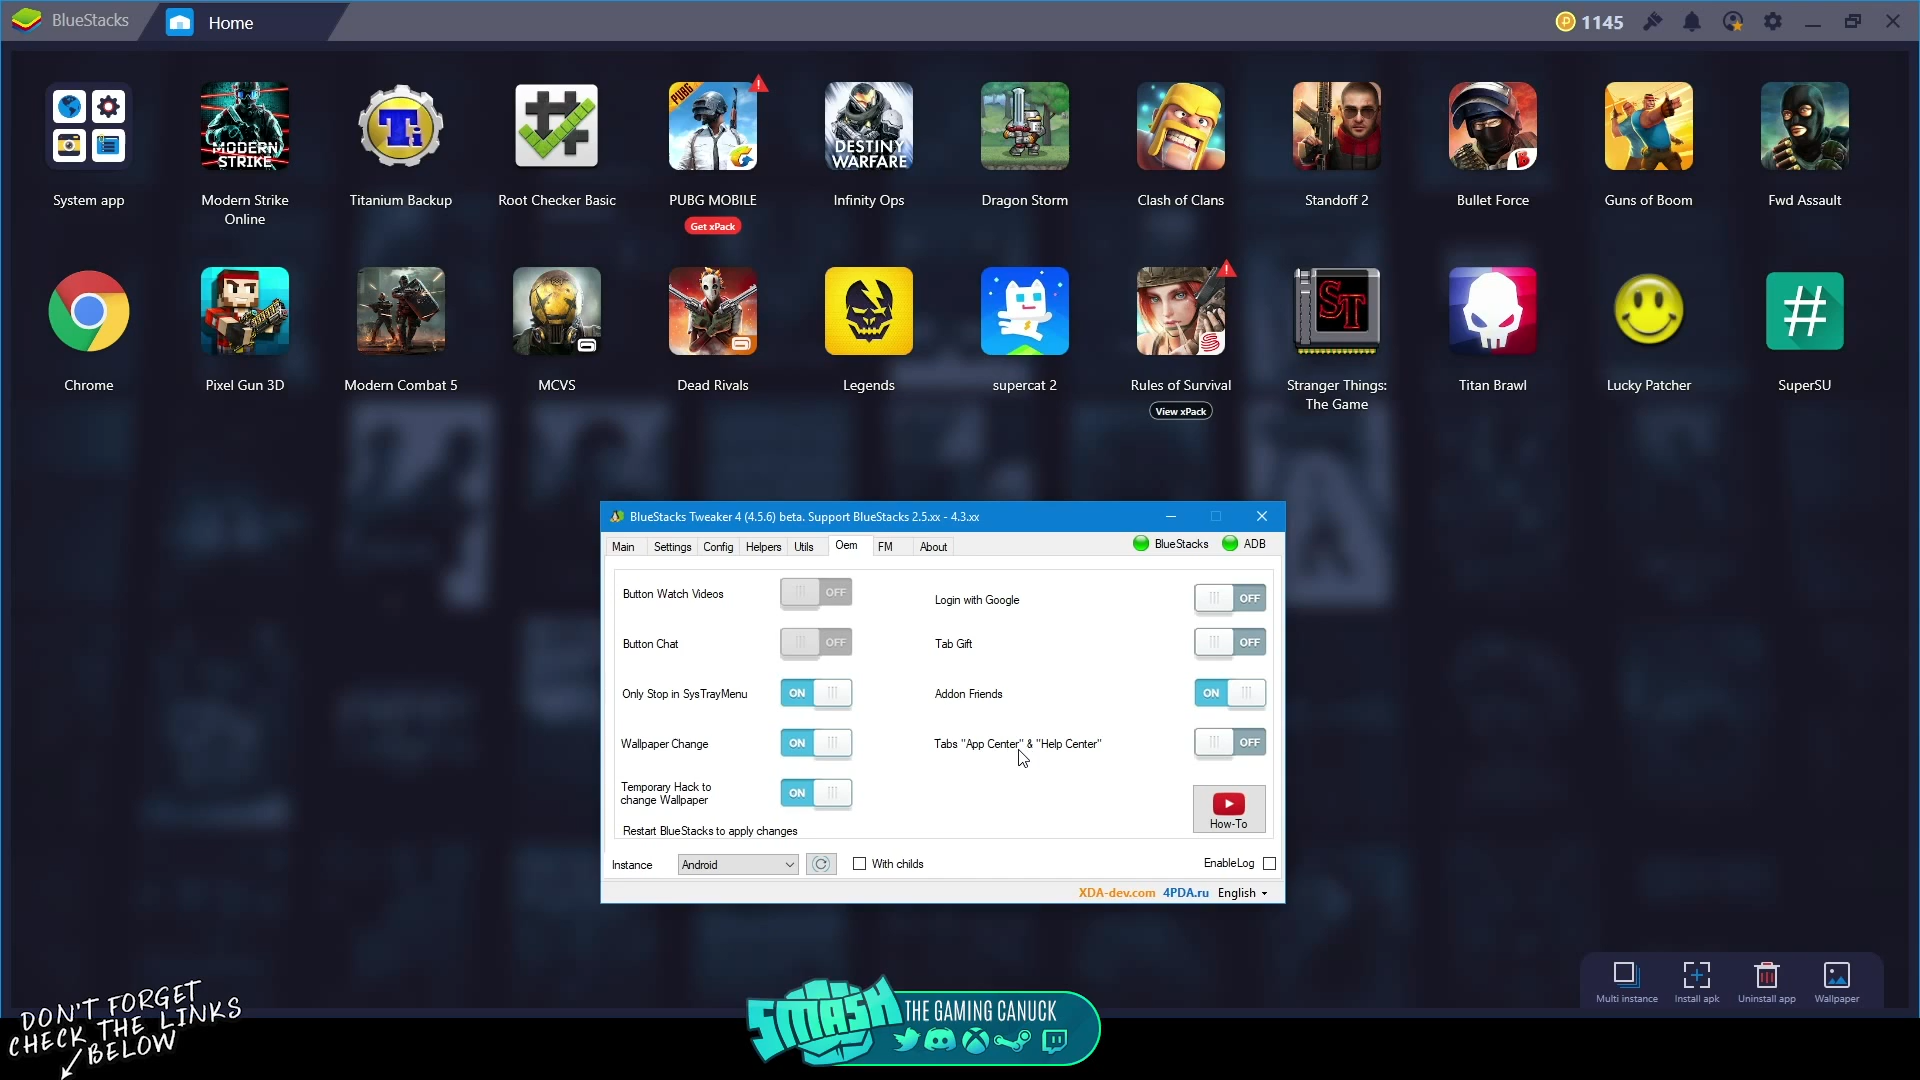 BlueStacks
Home
1145
System app
Modern Strike
Online
MODERN
STRIKE
Titanium Backup
Ti
Root Checker Basic
PUBG
PUBG MOBILE
Get xPack
DESTINY
WARFARE
Infinity Ops
Dragon Storm
Clash of Clans
Standoff 2
Bullet Force
Guns of Boom
Fwd Assault
Chrome
Pixel Gun 3D
Modern Combat 5
MCVS
Dead Rivals
Legends
supercat 2
Rules of Survival
View xPack
ST
Stranger Things:
The Game
Titan Brawl
Lucky Patcher
#
SuperSU
BlueStacks Tweaker 4 (4.5.6) beta. Support BlueStacks 2.5.xx - 4.3.xx
Main Settings Config Helpers Utils Oem FM About
BlueStacks ADB
Button Watch Videos OFF
Login with Google OFF
Button Chat OFF
Tab Gift OFF
Only Stop in SysTrayMenu ON
Addon Friends ON
Wallpaper Change ON
Tabs "App Center" & "Help Center" OFF
Temporary Hack to
change Wallpaper ON
How-To
Restart BlueStacks to apply changes
Instance Android With childs EnableLog
XDA-dev.com 4PDA.ru English
Multi instance Install apk Uninstall app Wallpaper
DON'T FORGET
CHECK THE LINKS
BELOW
SMASH
THE GAMING CANUCK